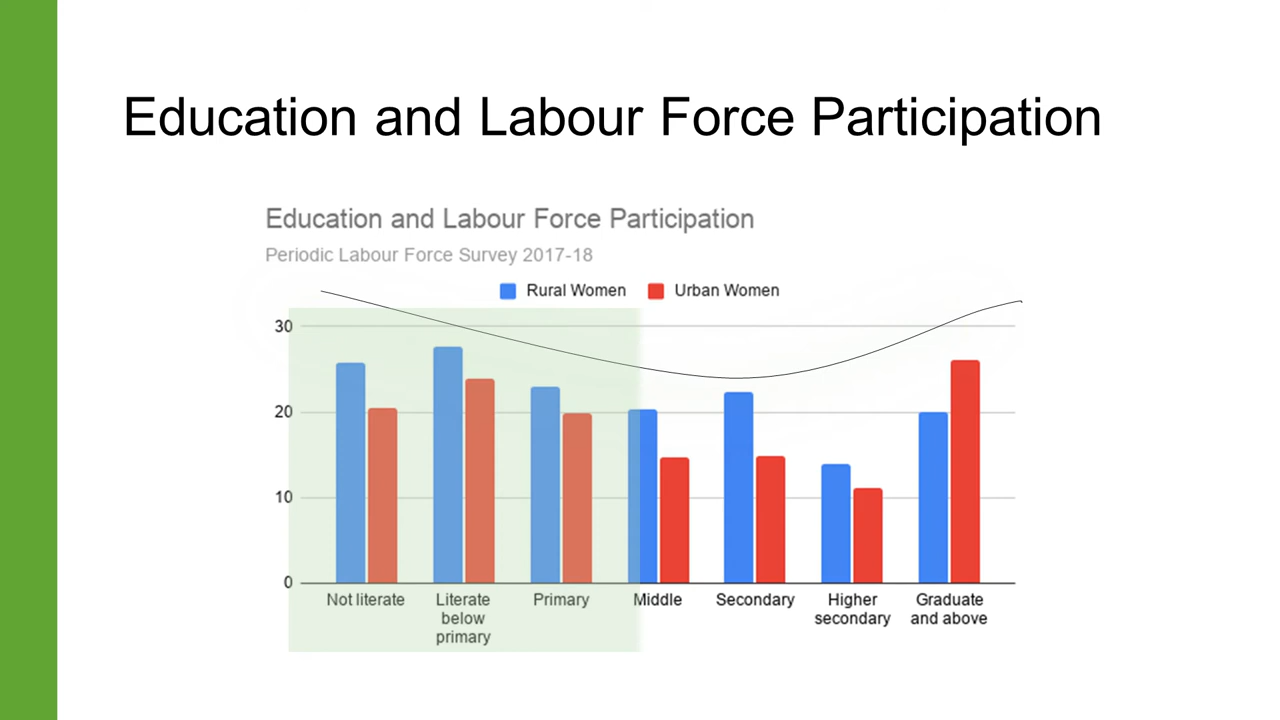 Education and Labour Force Participation
Education and Labour Force Participation
Periodic Labour Force Survey 2017-18
Rural Women
Urban Women
30
20
10
0
Not literate
Literate
below
primary
Primary
Middle
Secondary
Higher
secondary
Graduate
and above